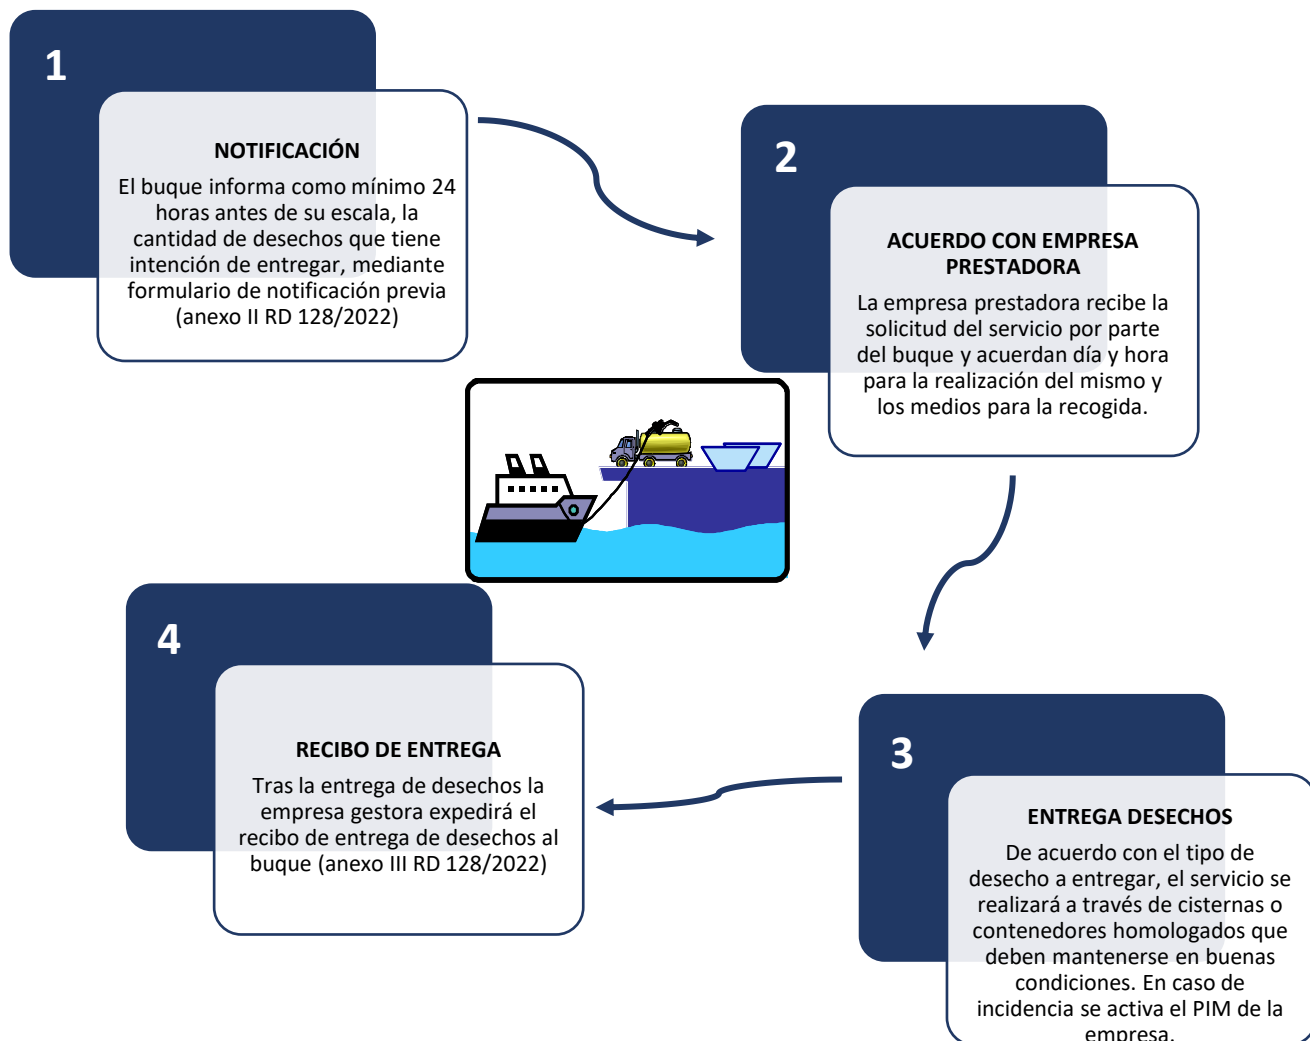 1
NOTIFICACIÓN
El buque informa como mínimo 24
horas antes de su escala, la
cantidad de desechos que tiene
intención de entregar, mediante
formulario de notificación previa
(anexo II RD 128/2022)
2
ACUERDO CON EMPRESA
PRESTADORA
La empresa prestadora recibe la
solicitud del servicio por parte
del buque y acuerdan día y hora
para la realización del mismo y
los medios para la recogida.
3
ENTREGA DESECHOS
De acuerdo con el tipo de
desecho a entregar, el servicio se
realizará a través de cisternas o
contenedores homologados que
deben mantenerse en buenas
condiciones. En caso de
incidencia se activa el PIM de la
empresa.
4
RECIBO DE ENTREGA
Tras la entrega de desechos la
empresa gestora expedirá el
recibo de entrega de desechos al
buque (anexo III RD 128/2022)